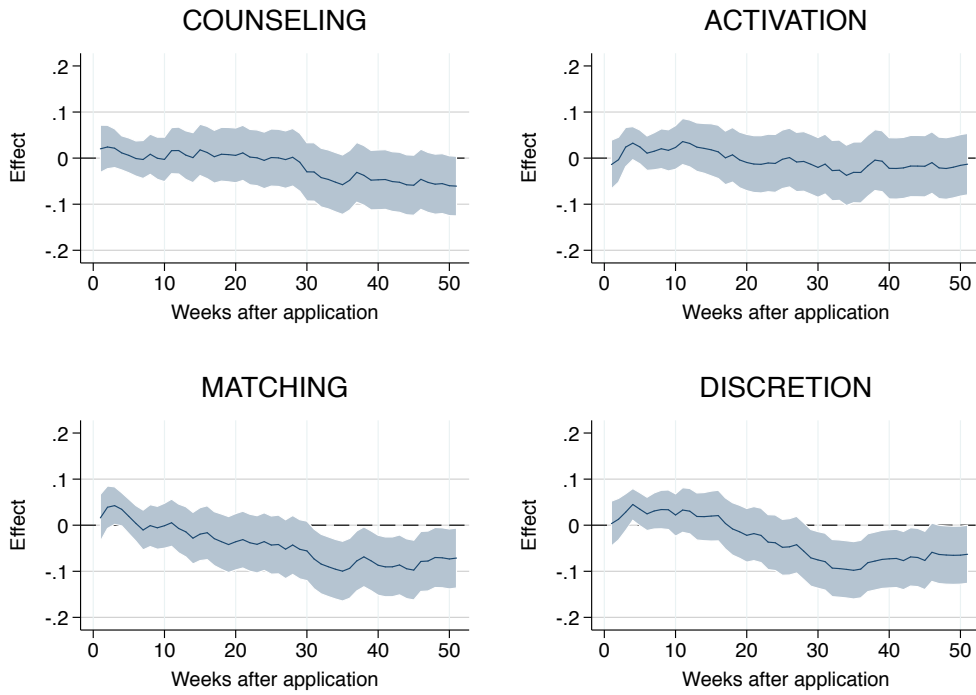 COUNSELING
.2
.1
0
-.1
-.2
Effect
0 10 20 30 40 50
Weeks after application
ACTIVATION
.2
.1
0
-.1
-.2
Effect
0 10 20 30 40 50
Weeks after application
MATCHING
.2
.1
0
-.1
-.2
Effect
0 10 20 30 40 50
Weeks after application
DISCRETION
.2
.1
0
-.1
-.2
Effect
0 10 20 30 40 50
Weeks after application